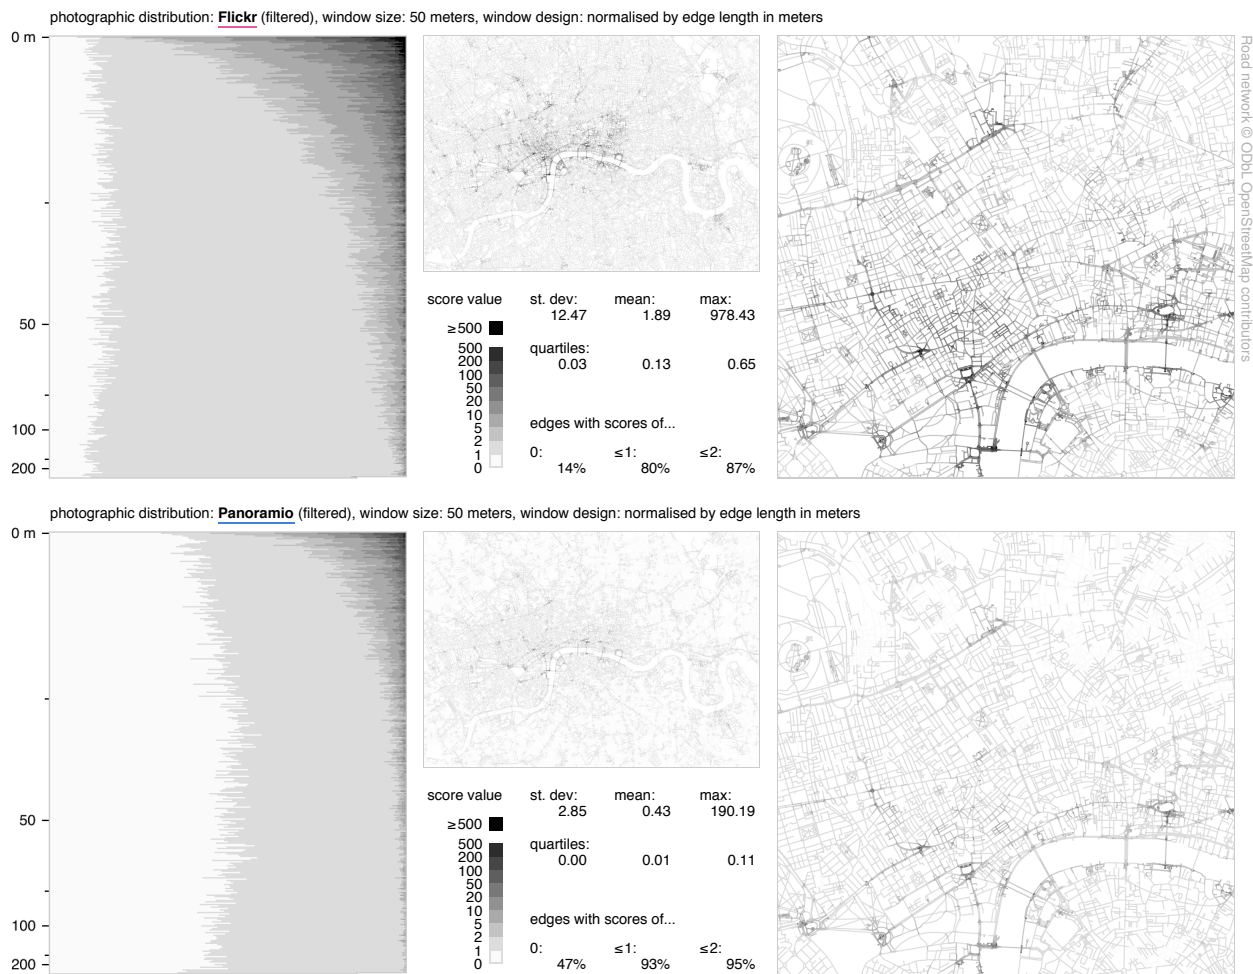 photographic distribution: Flickr (filtered), window size: 50 meters, window design: normalised by edge length in meters
0 m
50
100
200
score value
≥500
500
200
100
50
20
10
5
2
1
0
st. dev: mean: max:
12.47 1.89 978.43
quartiles:
0.03 0.13 0.65
edges with scores of...
0: ≤1: ≤2:
14% 80% 87%
Road network © ODbL OpenStreetMap contributors
photographic distribution: Panoramio (filtered), window size: 50 meters, window design: normalised by edge length in meters
0 m
50
100
200
score value
≥500
500
200
100
50
20
10
5
2
1
0
st. dev: mean: max:
2.85 0.43 190.19
quartiles:
0.00 0.01 0.11
edges with scores of...
0: ≤1: ≤2:
47% 93% 95%